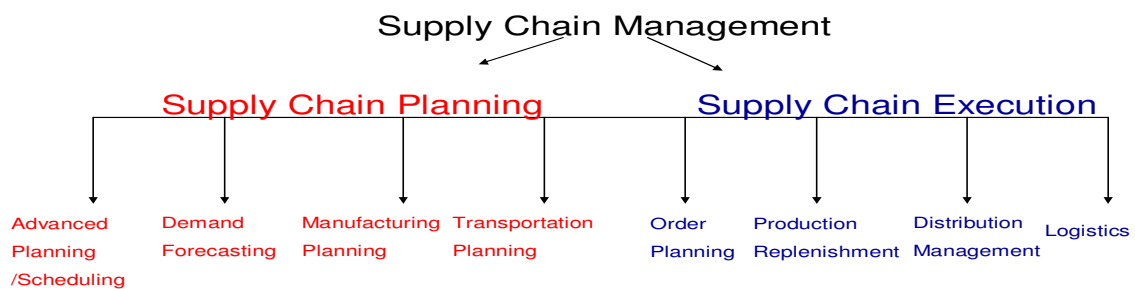 Supply Chain Management
Supply Chain Planning
Supply Chain Execution
Advanced
Planning
/Scheduling
Demand
Forecasting
Manufacturing
Planning
Transportation
Planning
Order
Planning
Production
Replenishment
Distribution
Management
Logistics